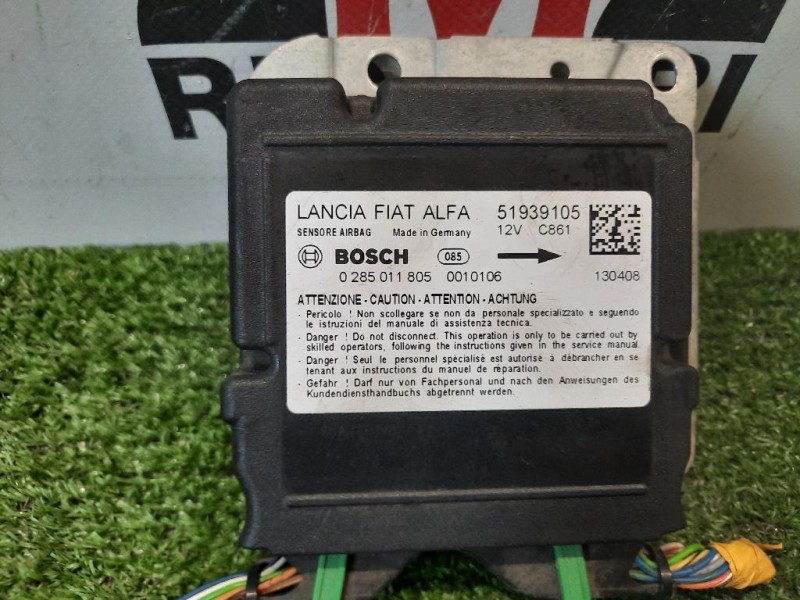 LANCIA FIAT ALFA 51939105
SENSORE AIRBAG Made in Germany 12V C861
BOSCH 085
0 285 011 805 0010106 130408
ATTENZIONE - CAUTION - ATTENTION - ACHTUNG
- Pericolo ! Non scollegare se non da personale specializzato e seguendo
le istruzioni del manuale di assistenza tecnica.
- Danger ! Do not disconnect. This operation is only to be carried out by
skilled operators, following the instructions given in the service manual.
- Danger ! Seul le personnel spécialisé est autorisé à débrancher en se
tenant aux instructions du manuel de réparation.
- Gefahr ! Darf nur von Fachpersonal und nach den Anweisungen des
Kundendiensthandbuchs abgetrennt werden.